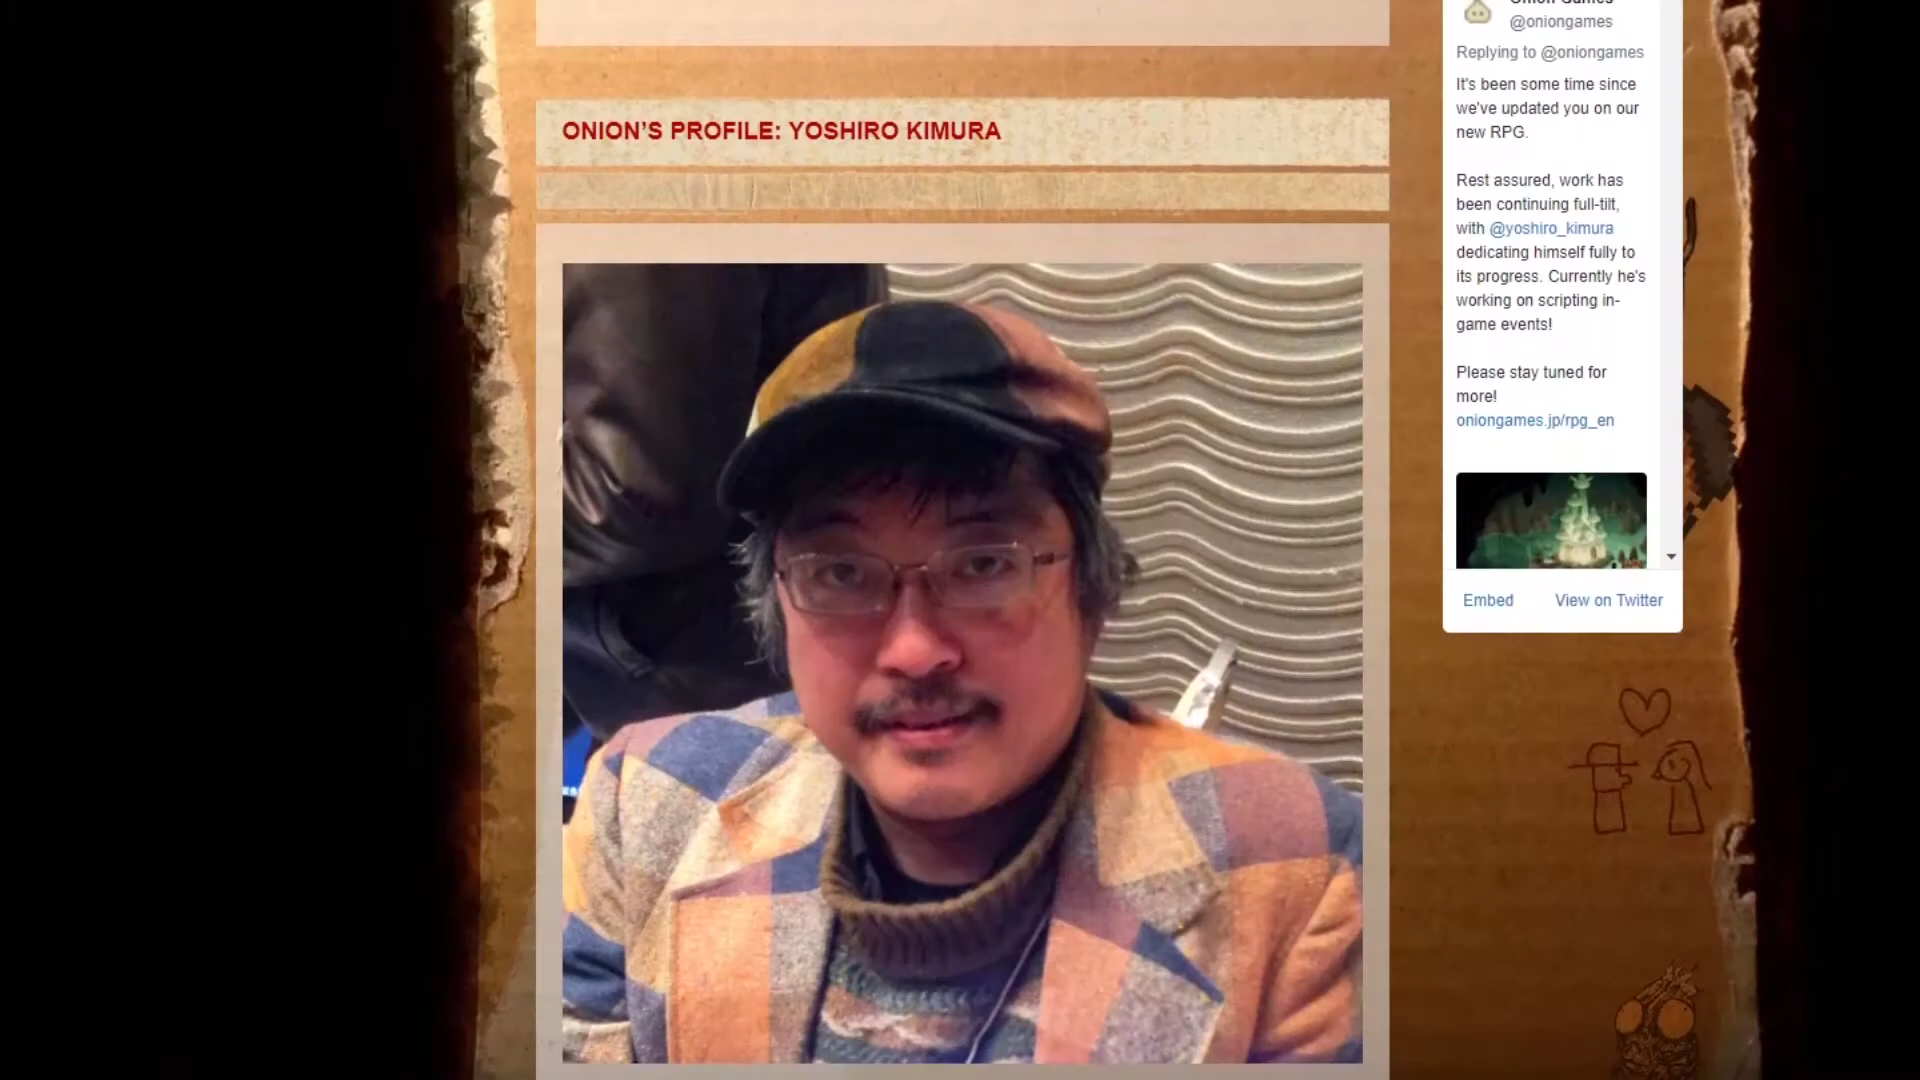 ONION’S PROFILE: YOSHIRO KIMURA
Onion Games
@oniongames
Replying to @oniongames
It's been some time since
we've updated you on our
new RPG.
Rest assured, work has
been continuing full-tilt,
with @yoshiro_kimura
dedicating himself fully to
its progress. Currently he's
working on scripting in-
game events!
Please stay tuned for
more!
oniongames.jp/rpg_en
Embed
View on Twitter